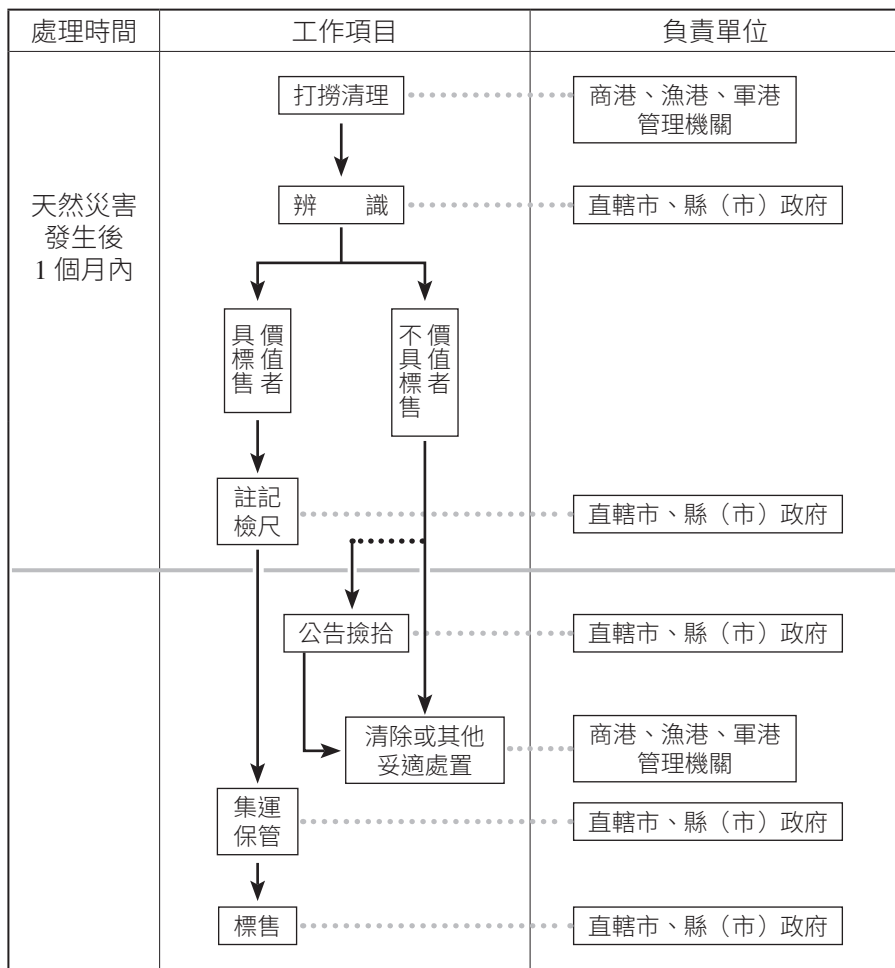 處理時間
工作項目
負責單位
打撈清理
商港、漁港、軍港
管理機關
天然災害
發生後
1 個月內
辨 識
直轄市、縣（市）政府
具標售
價值者
不具標售
價值者
註記
檢尺
直轄市、縣（市）政府
公告撿拾
直轄市、縣（市）政府
清除或其他
妥適處置
商港、漁港、軍港
管理機關
集運
保管
直轄市、縣（市）政府
標售
直轄市、縣（市）政府